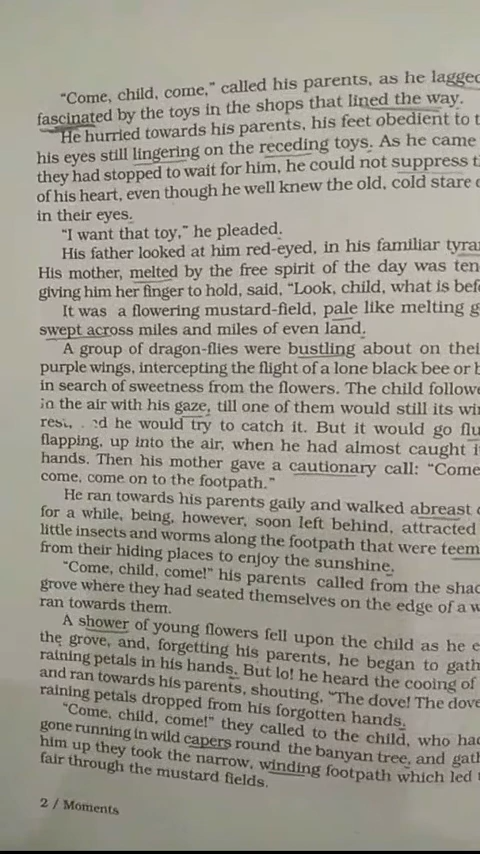 "Come, child, come," called his parents, as he lagged
fascinated by the toys in the shops that lined the way.
He hurried towards his parents, his feet obedient to t
his eyes still lingering on the receding toys. As he came
they had stopped to wait for him, he could not suppress t
of his heart, even though he well knew the old, cold stare
in their eyes.
"I want that toy," he pleaded.
His father looked at him red-eyed, in his familiar tyra
His mother, melted by the free spirit of the day was ten
giving him her finger to hold, said, "Look, child, what is bef
It was a flowering mustard-field, pale like melting g
swept across miles and miles of even land.
A group of dragon-flies were bustling about on thei
purple wings, intercepting the flight of a lone black bee or b
in search of sweetness from the flowers. The child followe
in the air with his gaze, till one of them would still its wi
rest, he would try to catch it. But it would go flu
flapping, up into the air, when he had almost caught i
hands. Then his mother gave a cautionary call: "Come
come, come on to the footpath."
He ran towards his parents gaily and walked abreast
for a while, being, however, soon left behind, attracted
little insects and worms along the footpath that were teem
from their hiding places to enjoy the sunshine.
"Come, child, come!" his parents called from the shad
grove where they had seated themselves on the edge of a w
ran towards them.
A shower of young flowers fell upon the child as he e
the grove, and, forgetting his parents, he began to gath
raining petals in his hands. But lo! he heard the cooing of
and ran towards his parents, shouting, "The dove! The dove
raining petals dropped from his forgotten hands.
"Come, child, come!" they called to the child, who had
gone running in wild capers round the banyan tree, and gath
him up they took the narrow, winding footpath which led t
fair through the mustard fields.
2 / Moments